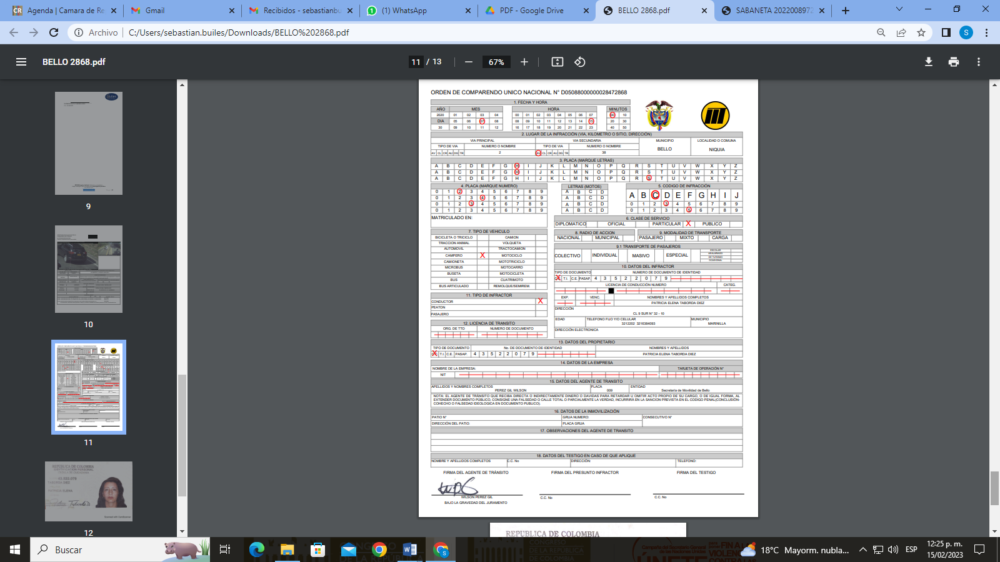 Agenda | Camara de Re
Gmail
Recibidos - sebastianbu
(1) WhatsApp
PDF - Google Drive
BELLO 2868.pdf
SABANETA 2022008972
Archivo
C:/Users/sebastian.builes/Downloads/BELLO%202868.pdf
S
BELLO 2868.pdf
11 / 13
67%
9
10
11
12
ORDEN DE COMPARENDO UNICO NACIONAL N° D05088000000028472868
1. FECHA Y HORA
AÑO MES HORA MINUTOS
2020 01 02 03 04 00 01 02 03 04 05 06 07 00 10
DIA 05 06 07 08 08 09 10 11 12 13 14 15 20 30
30 09 10 11 12 16 17 18 19 20 21 22 23 40 50
2. LUGAR DE LA INFRACCIÓN (VIA, KILOMETRO O SITIO, DIRECCIÓN)
VIA PRINCIPAL VIA SECUNDARIA MUNICIPIO LOCALIDAD O COMUNA
TIPO DE VIA NUMERO O NOMBRE TIPO DE VIA NUMERO O NOMBRE
BELLO NIQUIA
AV CL CR AU DG TR 2 AV CL CR AU DG TR 38
3. PLACA (MARQUE LETRAS)
A B C D E F G H I J K L M N O P Q R S T U V W X Y Z
A B C D E F G H I J K L M N O P Q R S T U V W X Y Z
A B C D E F G H I J K L M N O P Q R S T U V W X Y Z
4. PLACA (MARQUE NUMERO) LETRAS (MOTOS) 5. CODIGO DE INFRACCIÓN
0 1 2 3 4 5 6 7 8 9 A B C D
0 1 2 3 4 5 6 7 8 9 A B C D A B C D E F G H I J
0 1 2 3 4 5 6 7 8 9 A B C D 0 1 2 3 4 5 6 7 8 9
0 1 2 3 4 5 6 7 8 9 A B C D 0 1 2 3 4 5 6 7 8 9
MATRICULADO EN:
6. CLASE DE SERVICIO
DIPLOMATICO OFICIAL PARTICULAR X PUBLICO
7. TIPO DE VEHICULO
8. RADIO DE ACCION 9. MODALIDAD DE TRANSPORTE
NACIONAL MUNICIPAL PASAJERO MIXTO CARGA
BICICLETA O TRICICLO CAMION
TRACCION ANIMAL VOLQUETA
AUTOMOVIL TRACTOCAMION
CAMPERO X MOTOCICLO
CAMIONETA MOTOTRICICLO
MICROBUS MOTOCARRO
BUSETA MOTOCICLETA
BUS CUATRIMOTO
BUS ARTICULADO REMOLQUE/SEMIREM.
9.1 TRANSPORTE DE PASAJEROS
COLECTIVO INDIVIDUAL MASIVO ESPECIAL
10. DATOS DEL INFRACTOR
TIPO DE DOCUMENTO NUMERO DE DOCUMENTO DE IDENTIDAD
X T.I. C.E. PASAP. 4 3 5 2 2 0 7 9
LICENCIA DE CONDUCCIÓN NUMERO CATEG.
EXP. VENC. NOMBRES Y APELLIDOS COMPLETOS
PATRICIA ELENA TABORDA DIEZ
DIRECCIÓN
CL 9 SUR N° 32 - 10
EDAD TELEFONO FIJO Y/O CELULAR MUNICIPIO
3212202 3216384093 MARINILLA
DIRECCIÓN ELECTRONICA
11. TIPO DE INFRACTOR
CONDUCTOR X
PEATON
PASAJERO
12. LICENCIA DE TRANSITO
ORG. DE TTO NUMERO DE DOCUMENTO
13. DATOS DEL PROPIETARIO
TIPO DE DOCUMENTO No. DE DOCUMENTO DE IDENTIDAD NOMBRES Y APELLIDOS
X T.I. C.E. PASAP. 4 3 5 2 2 0 7 9 PATRICIA ELENA TABORDA DIEZ
14. DATOS DE LA EMPRESA
NOMBRE DE LA EMPRESA: TARJETA DE OPERACIÓN N°
NIT
15. DATOS DEL AGENTE DE TRANSITO
APELLIDOS Y NOMBRES COMPLETOS PLACA ENTIDAD
PEREZ GIL WILSON 009 Secretaría de Movilidad de Bello
NOTA: EL AGENTE DE TRÁNSITO QUE RECIBA DIRECTA O INDIRECTAMENTE DINERO O DAVIDAS PARA RETARDAR U OMITIR ACTO PROPIO DE SU CARGO, O DE IGUAL FORMA, AL
EXTENDER DOCUMENTO PÚBLICO, CONSIGNE UNA FALSEDAD O CALLE TOTAL O PARCIALMENTE LA VERDAD, INCURRIRÁ EN LA SANCION PREVISTA EN EL CODIGO PENAL(CONCLUSIÓN-
COHECHO O FALSEDAD IDEOLOGICA EN DOCUMENTO PUBLICO).
16. DATOS DE LA INMOVILIZACIÓN
PATIO N° GRUA NUMERO: CONSECUTIVO N°
DIRECCIÓN DEL PATIO: PLACA GRUA
17. OBSERVACIONES DEL AGENTE DE TRANSITO
18. DATOS DEL TESTIGO EN CASO DE QUE APLIQUE
NOMBRE Y APELLIDOS COMPLETOS C.C. No DIRECCIÓN: TELEFONO:
FIRMA DEL AGENTE DE TRÁNSITO FIRMA DEL PRESUNTO INFRACTOR FIRMA DEL TESTIGO
WILSON PEREZ GIL C.C. No C.C. No
BAJO LA GRAVEDAD DEL JURAMENTO
REPUBLICA DE COLOMBIA
Buscar
18°C Mayorm. nubla...
ESP
12:25 p. m.
15/02/2023